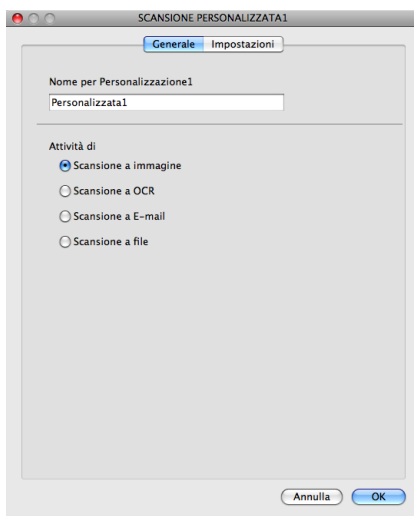 SCANSIONE PERSONALIZZATA1
Generale Impostazioni
Nome per Personalizzazione1
Personalizzata1
Attività di
Scansione a immagine
Scansione a OCR
Scansione a E-mail
Scansione a file
Annulla OK